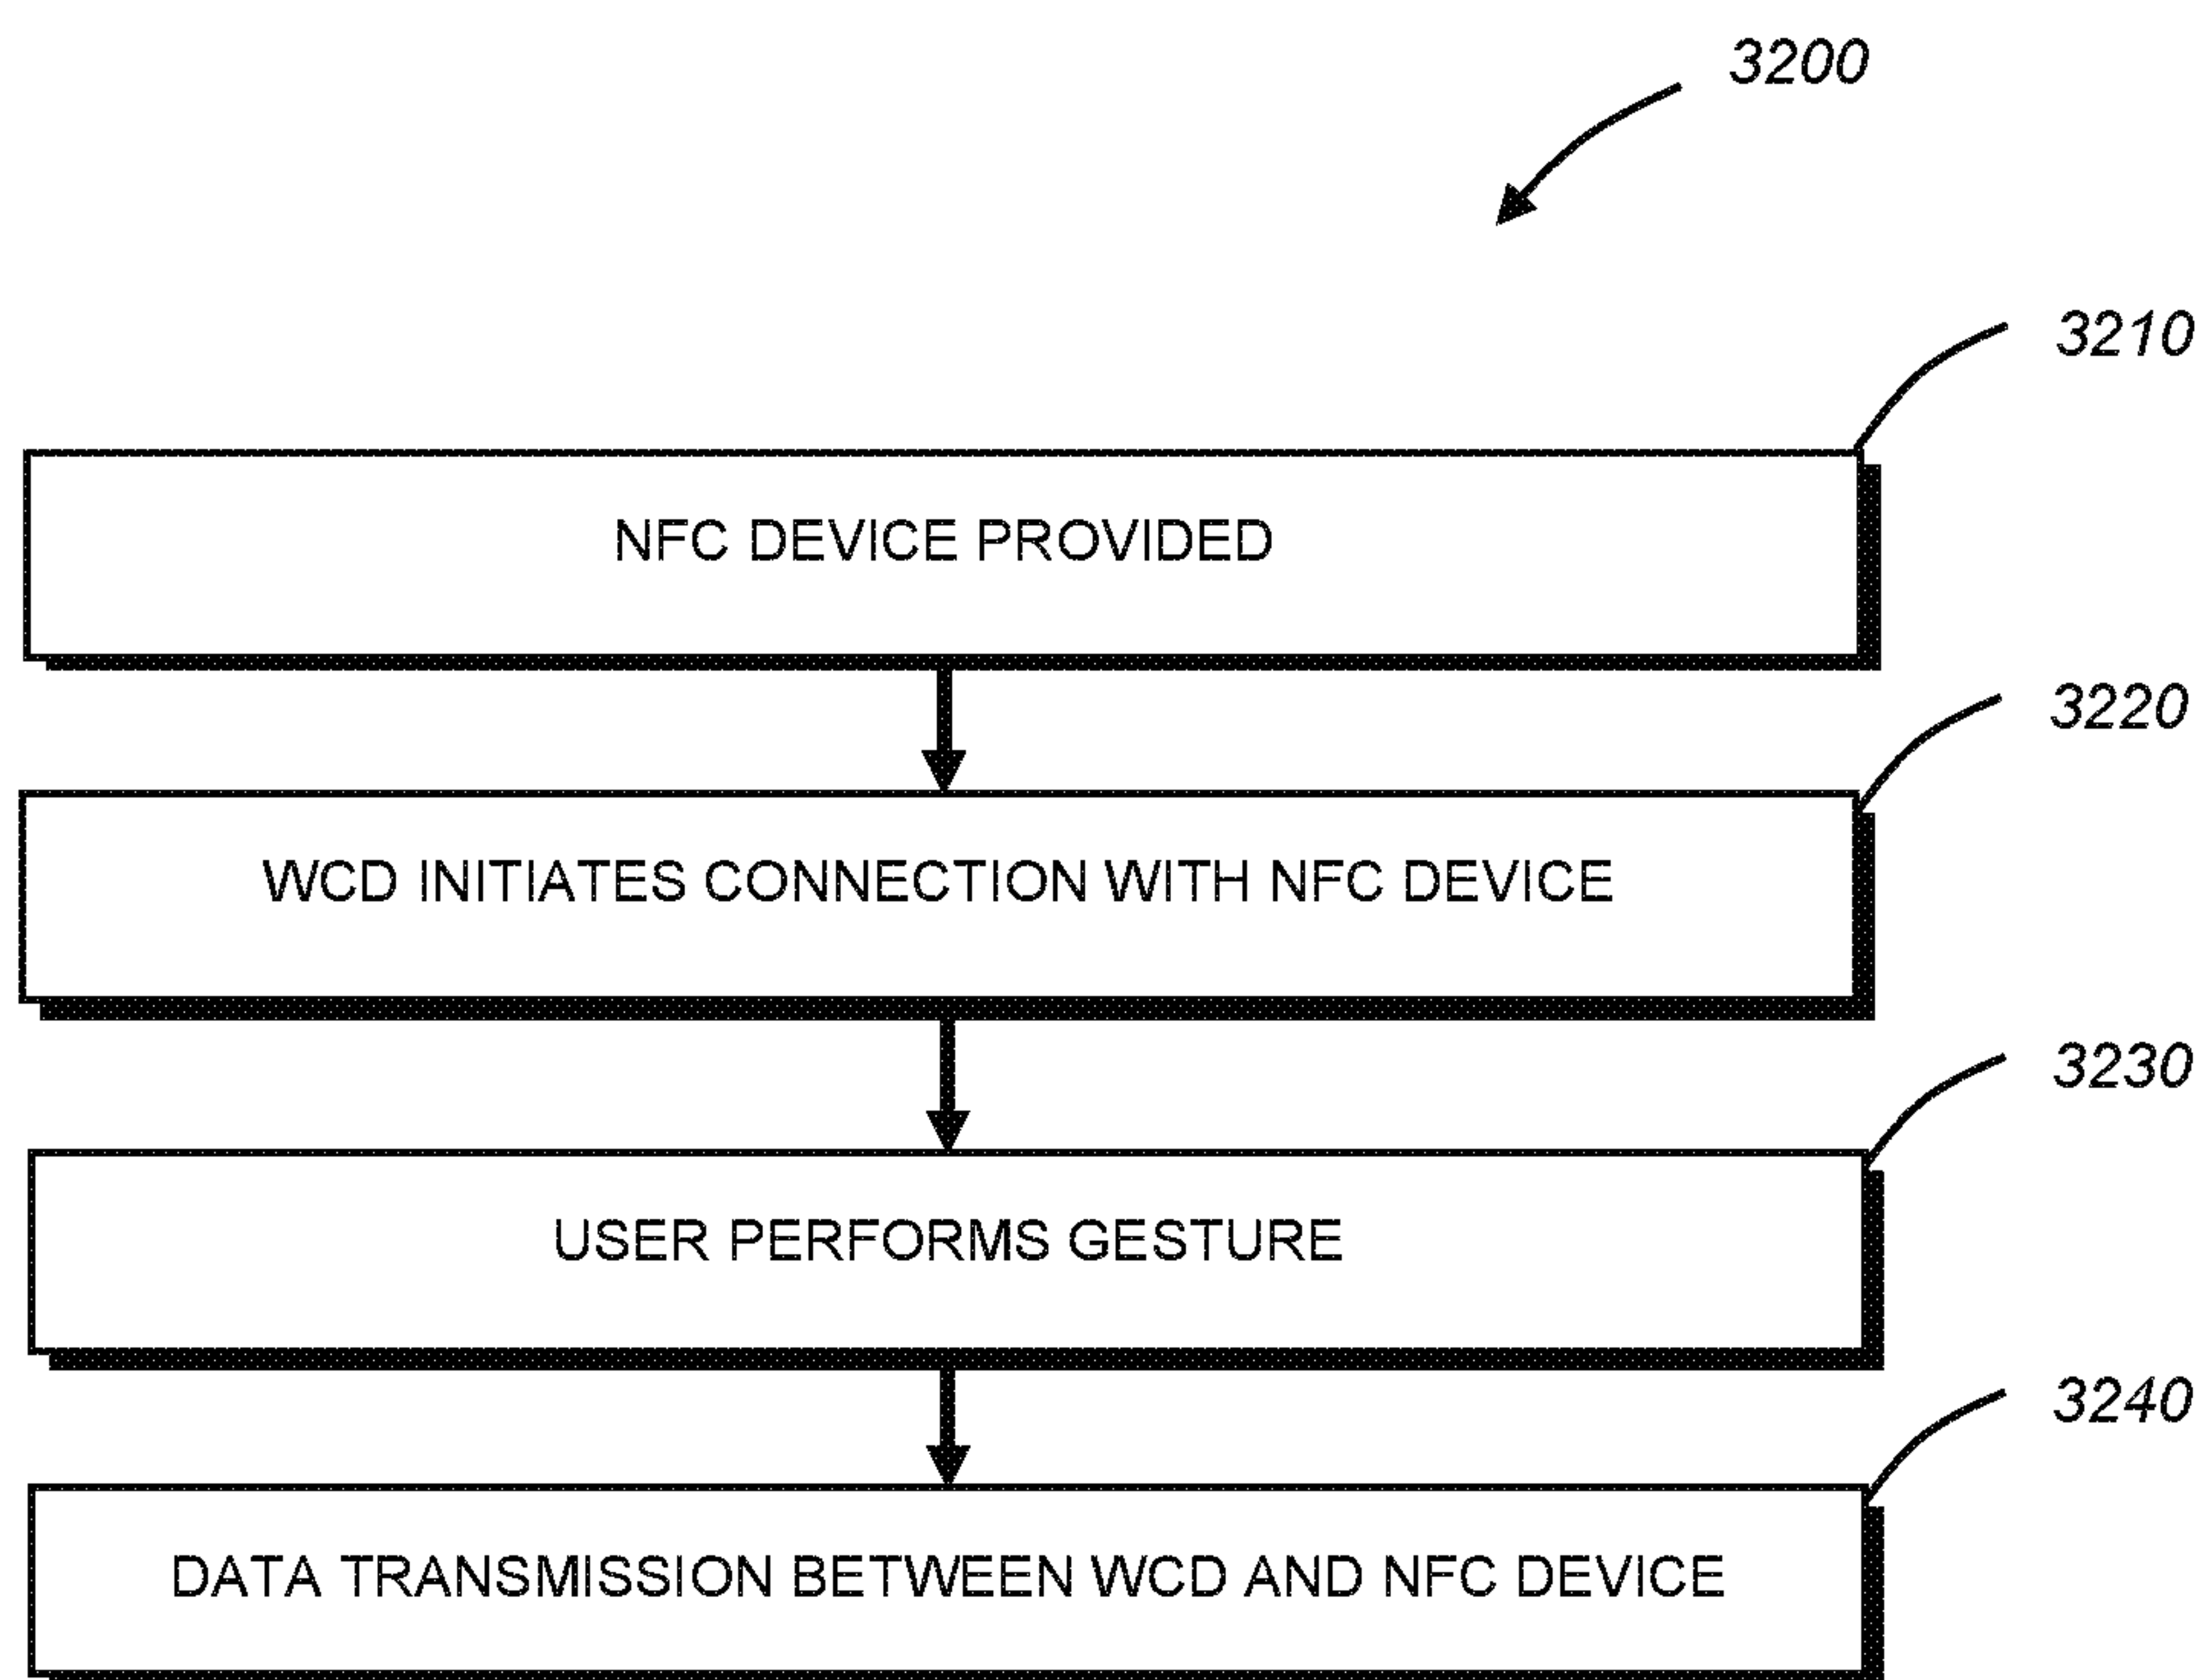 3200
3210
NFC DEVICE PROVIDED
3220
WCD INITIATES CONNECTION WITH NFC DEVICE
3230
USER PERFORMS GESTURE
3240
DATA TRANSMISSION BETWEEN WCD AND NFC DEVICE